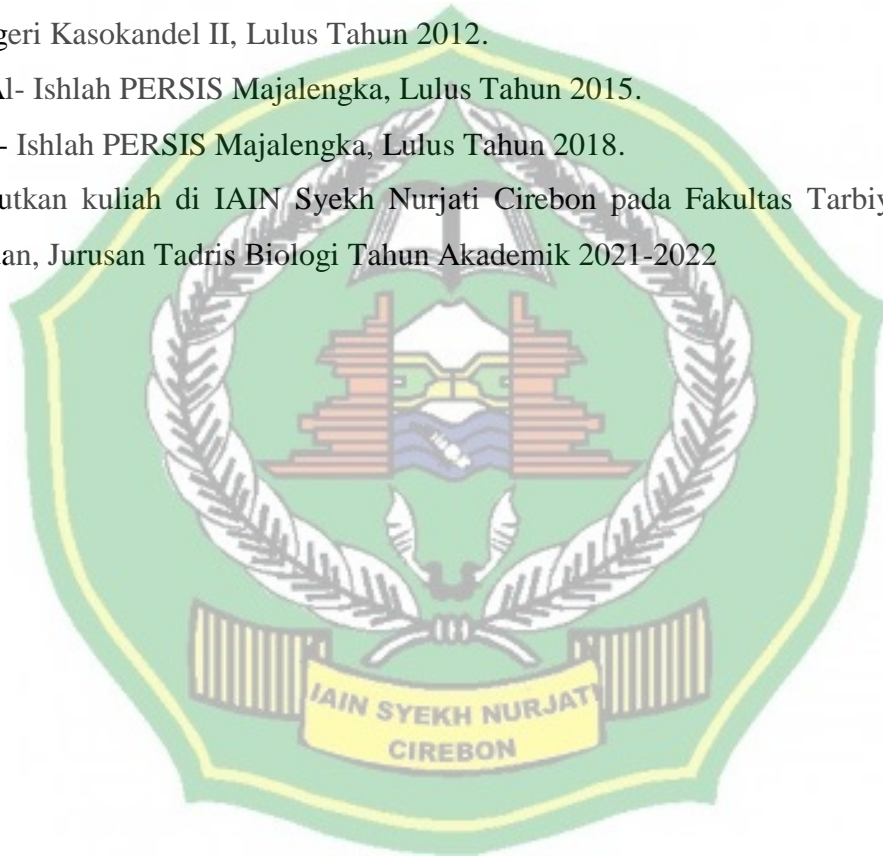 geri Kasokandel II, Lulus Tahun 2012.
Al- Ishlah PERSIS Majalengka, Lulus Tahun 2015.
- Ishlah PERSIS Majalengka, Lulus Tahun 2018.
utkan kuliah di IAIN Syekh Nurjati Cirebon pada Fakultas Tarbiy
an, Jurusan Tadris Biologi Tahun Akademik 2021-2022
IAIN SYEKH NURJATI
CIREBON